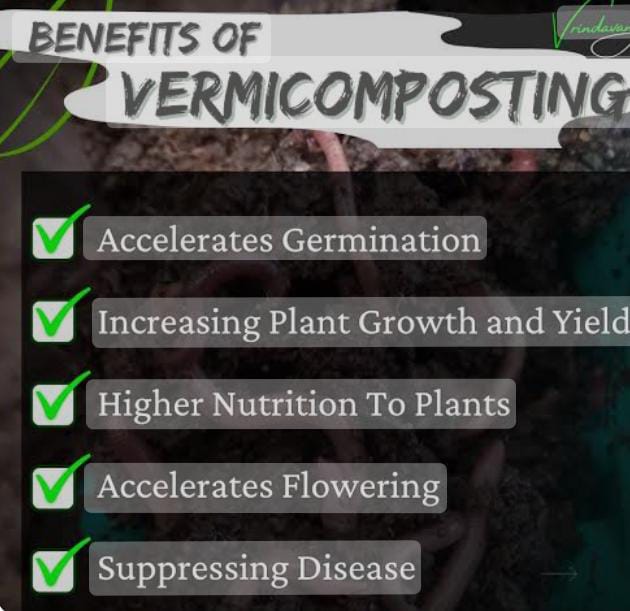 BENEFITS OF
Vrindavan
VERMICOMPOSTING
Accelerates Germination
Increasing Plant Growth and Yield
Higher Nutrition To Plants
Accelerates Flowering
Suppressing Disease